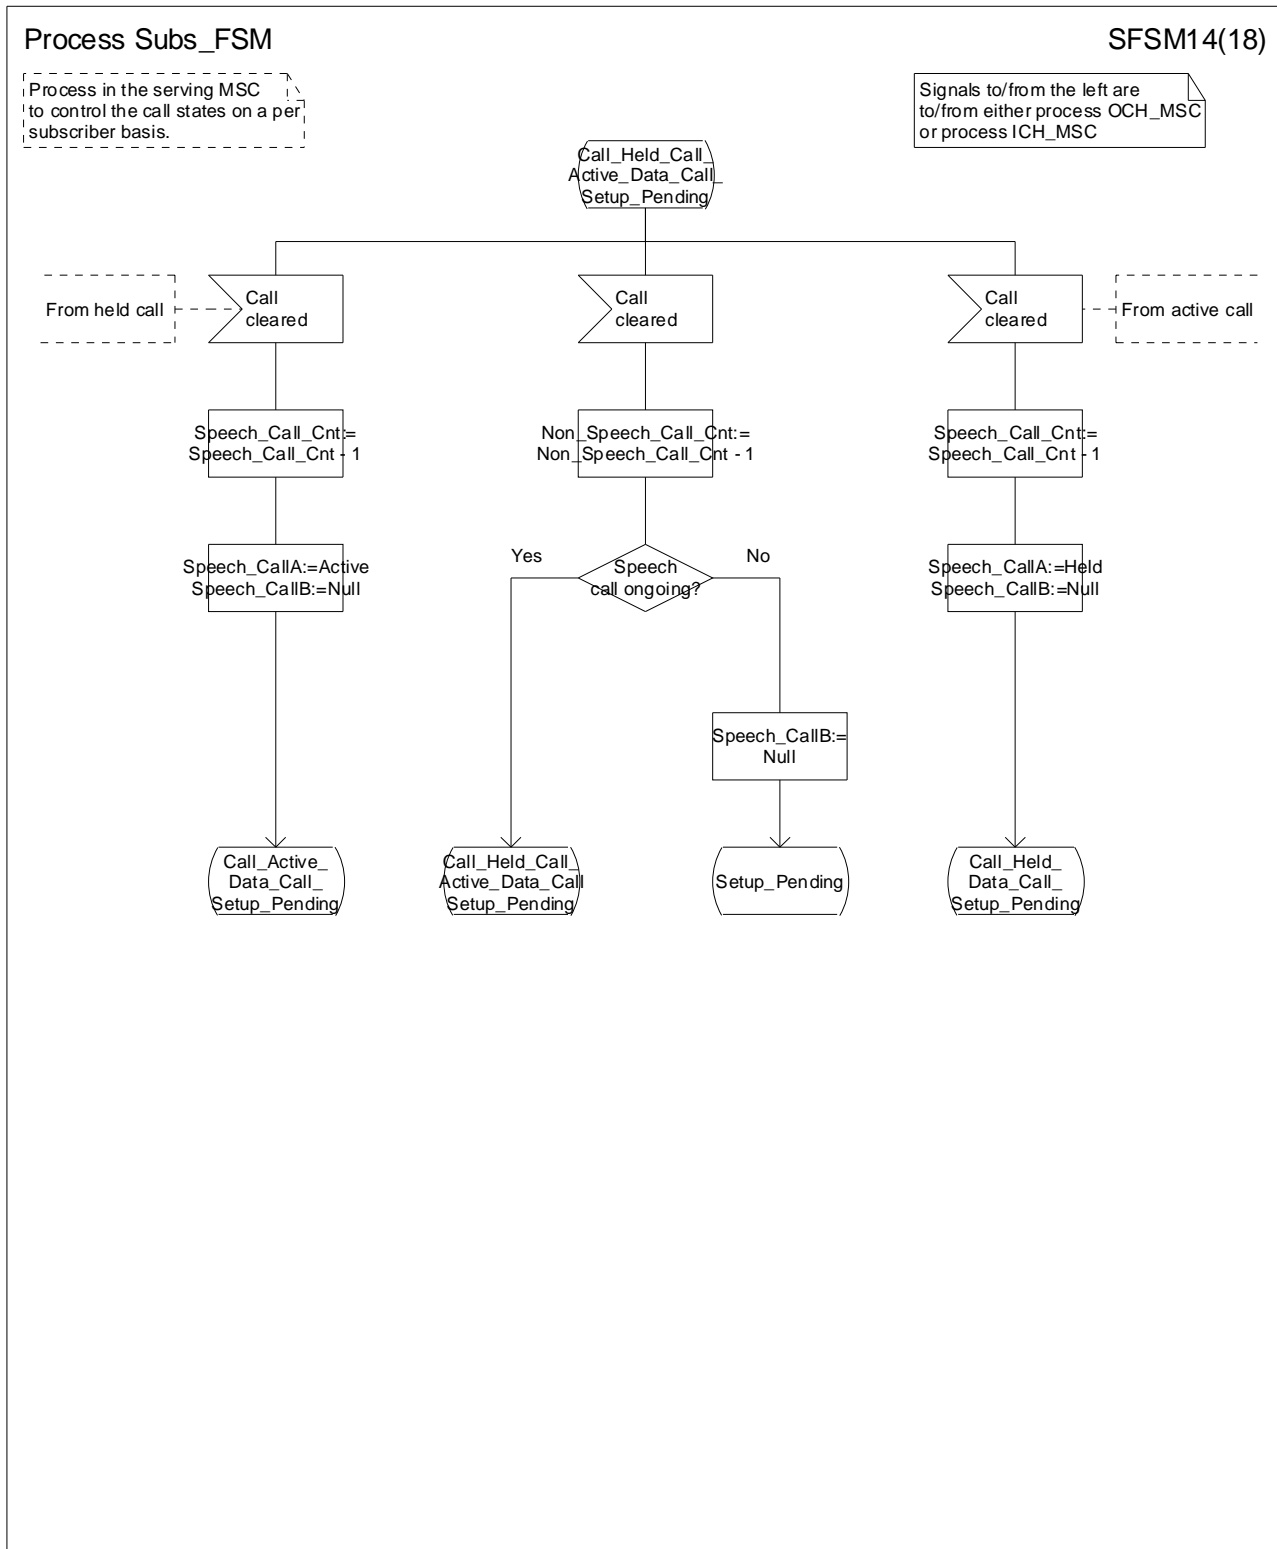 Process Subs_FSM
SFSM14(18)
Process in the serving MSC
to control the call states on a per
subscriber basis.
Signals to/from the left are
to/from either process OCH_MSC
or process ICH_MSC
Call_Held_Call_
Active_Data_Call_
Setup_Pending
From held call
Call
cleared
Call
cleared
Call
cleared
From active call
Speech_Call_Cnt:=
Speech_Call_Cnt - 1
Non_Speech_Call_Cnt:=
Non_Speech_Call_Cnt - 1
Speech_Call_Cnt:=
Speech_Call_Cnt - 1
Speech_CallA:=Active
Speech_CallB:=Null
Yes
Speech
call ongoing?
No
Speech_CallA:=Held
Speech_CallB:=Null
Speech_CallB:=
Null
Call_Active_
Data_Call_
Setup_Pending
Call_Held_Call_
Active_Data_Call
Setup_Pending
Setup_Pending
Call_Held_
Data_Call_
Setup_Pending